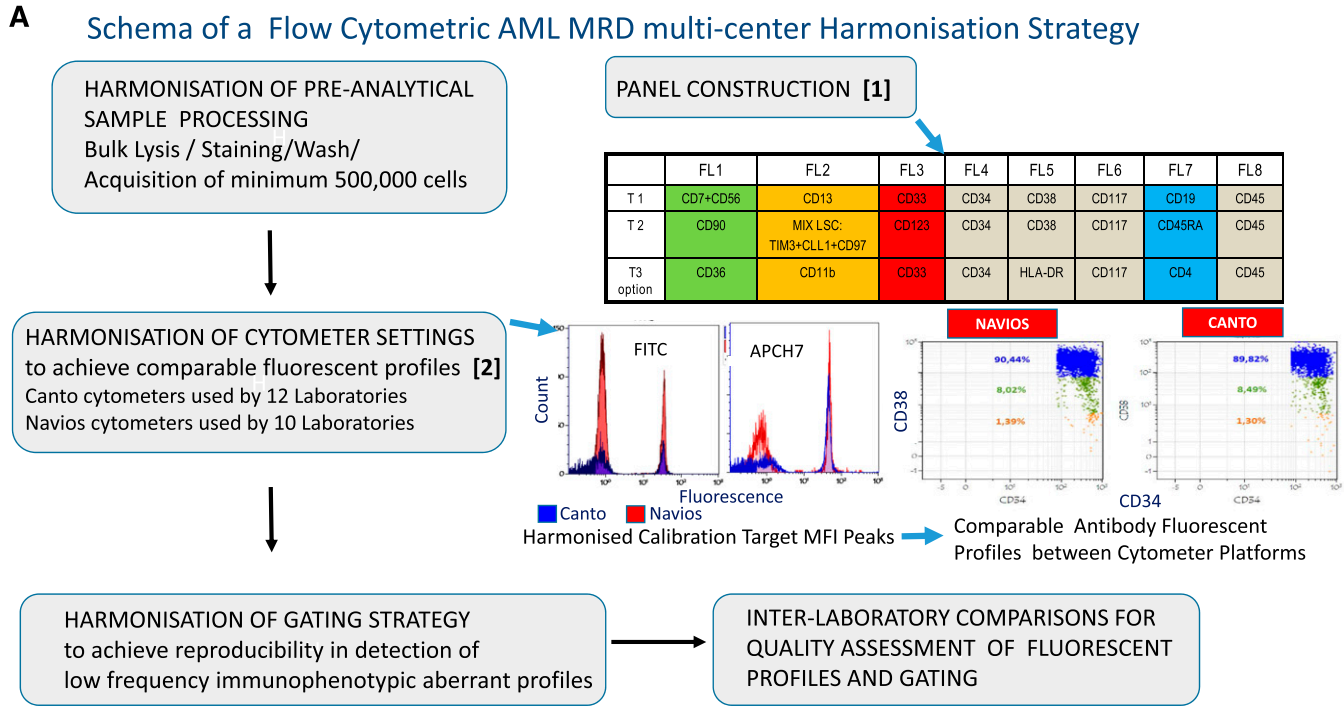 A
Schema of a Flow Cytometric AML MRD multi-center Harmonisation Strategy
HARMONISATION OF PRE-ANALYTICAL
SAMPLE PROCESSING
Bulk Lysis / Staining/Wash/
Acquisition of minimum 500,000 cells
PANEL CONSTRUCTION [1]
FL1 FL2 FL3 FL4 FL5 FL6 FL7 FL8
T 1 CD7+CD56 CD13 CD33 CD34 CD38 CD117 CD19 CD45
T 2 CD90 MIX LSC: CD123 CD34 CD38 CD117 CD45RA CD45
TIM3+CLL1+CD97
T3 CD36 CD11b CD33 CD34 HLA-DR CD117 CD4 CD45
option
HARMONISATION OF CYTOMETER SETTINGS
to achieve comparable fluorescent profiles [2]
Canto cytometers used by 12 Laboratories
Navios cytometers used by 10 Laboratories
FITC
APCH7
Count
Fluorescence
Canto Navios
Harmonised Calibration Target MFI Peaks
NAVIOS
90,44%
8,02%
1,39%
CD38
CD34
CANTO
89,82%
8,49%
1,30%
CD38
CD34
CD34
Comparable Antibody Fluorescent
Profiles between Cytometer Platforms
HARMONISATION OF GATING STRATEGY
to achieve reproducibility in detection of
low frequency immunophenotypic aberrant profiles
INTER-LABORATORY COMPARISONS FOR
QUALITY ASSESSMENT OF FLUORESCENT
PROFILES AND GATING